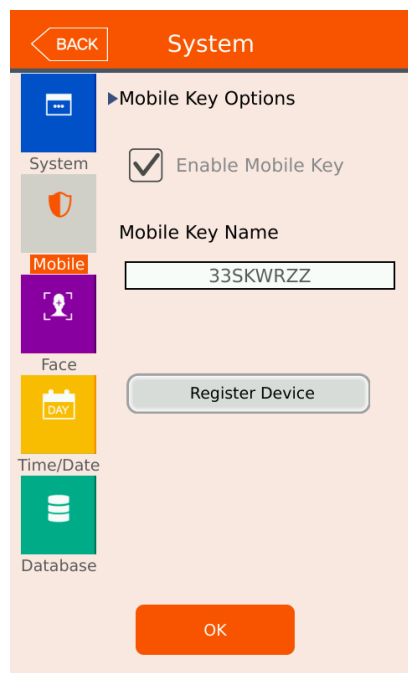 BACK
System
System
Mobile
Face
DAY
Time/Date
Database
Mobile Key Options
Enable Mobile Key
Mobile Key Name
33SKWRZZ
Register Device
OK